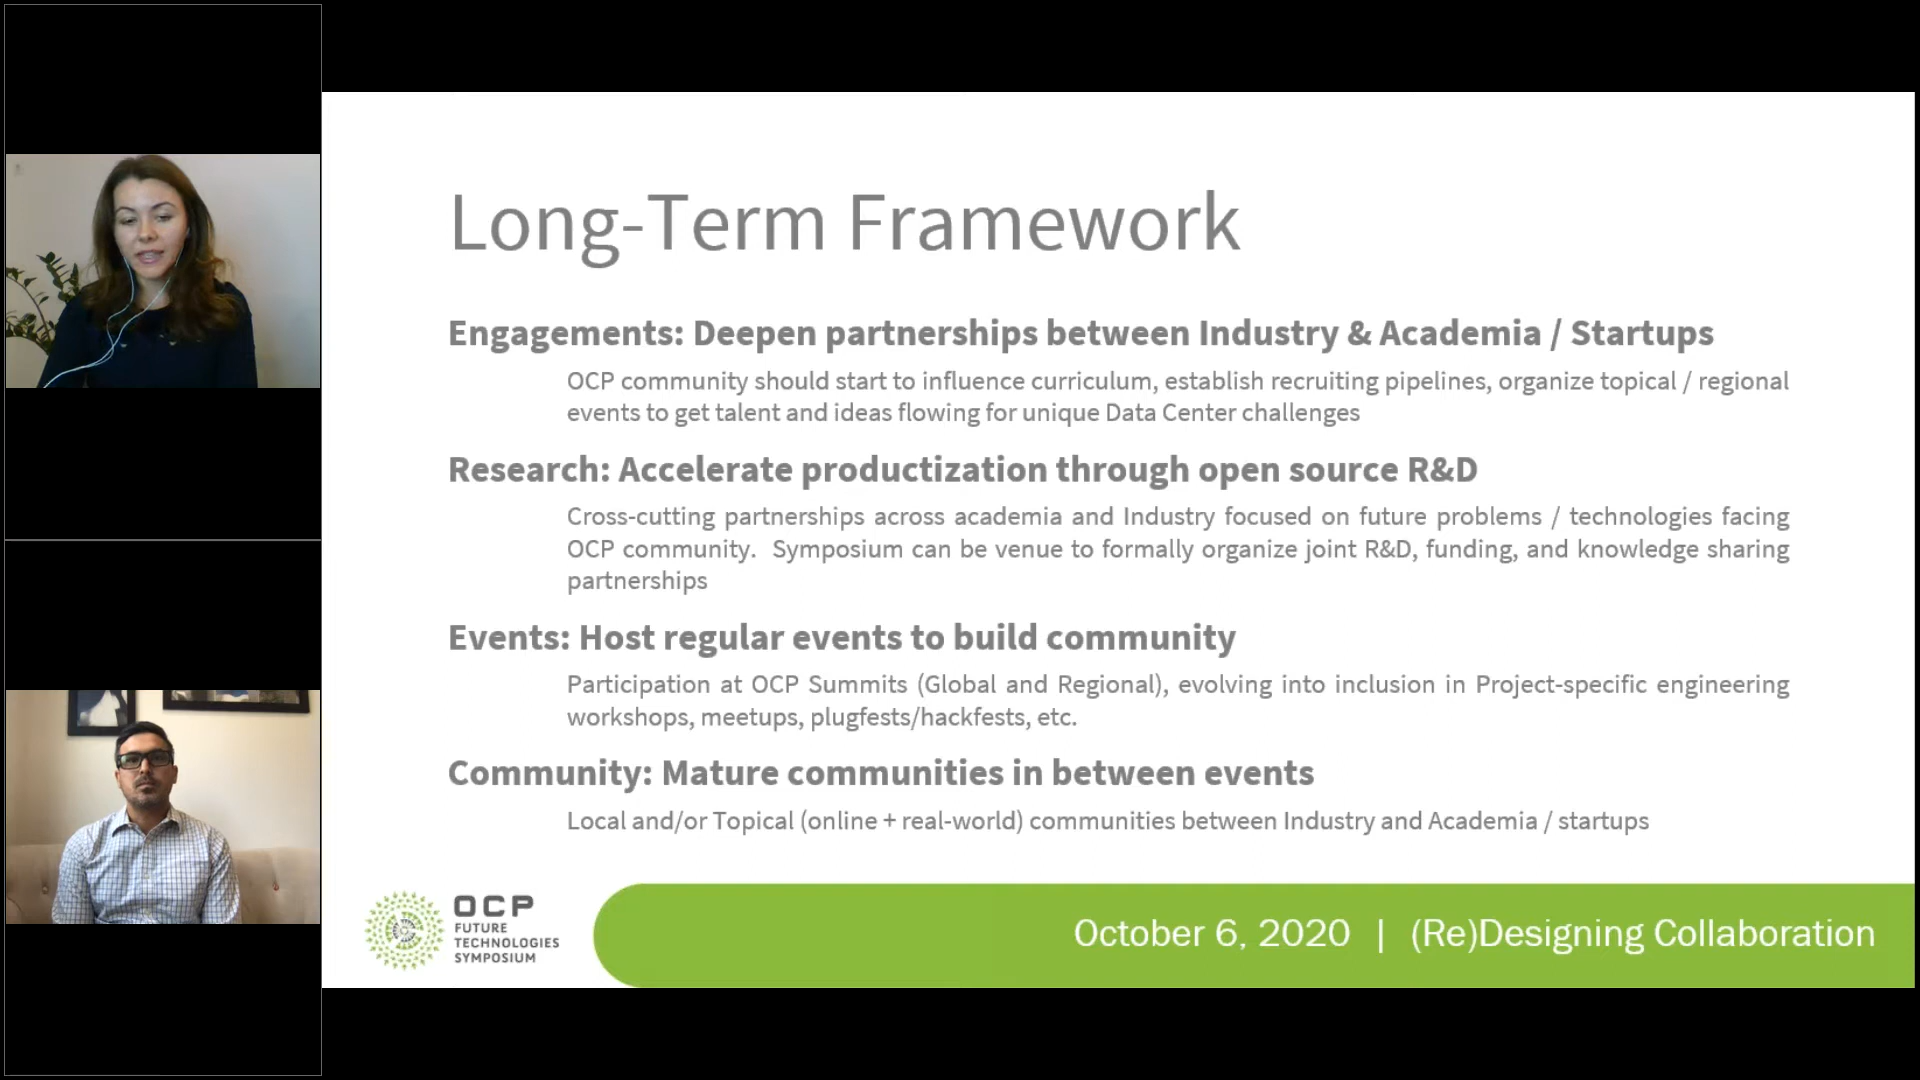 Long-Term Framework
Engagements: Deepen partnerships between Industry & Academia / Startups
OCP community should start to influence curriculum, establish recruiting pipelines, organize topical / regional
events to get talent and ideas flowing for unique Data Center challenges
Research: Accelerate productization through open source R&D
Cross-cutting partnerships across academia and Industry focused on future problems / technologies facing
OCP community.  Symposium can be venue to formally organize joint R&D, funding, and knowledge sharing
partnerships
Events: Host regular events to build community
Participation at OCP Summits (Global and Regional), evolving into inclusion in Project-specific engineering
workshops, meetups, plugfests/hackfests, etc.
Community: Mature communities in between events
Local and/or Topical (online + real-world) communities between Industry and Academia / startups
OCP
FUTURE
TECHNOLOGIES
SYMPOSIUM
October 6, 2020 | (Re)Designing Collaboration